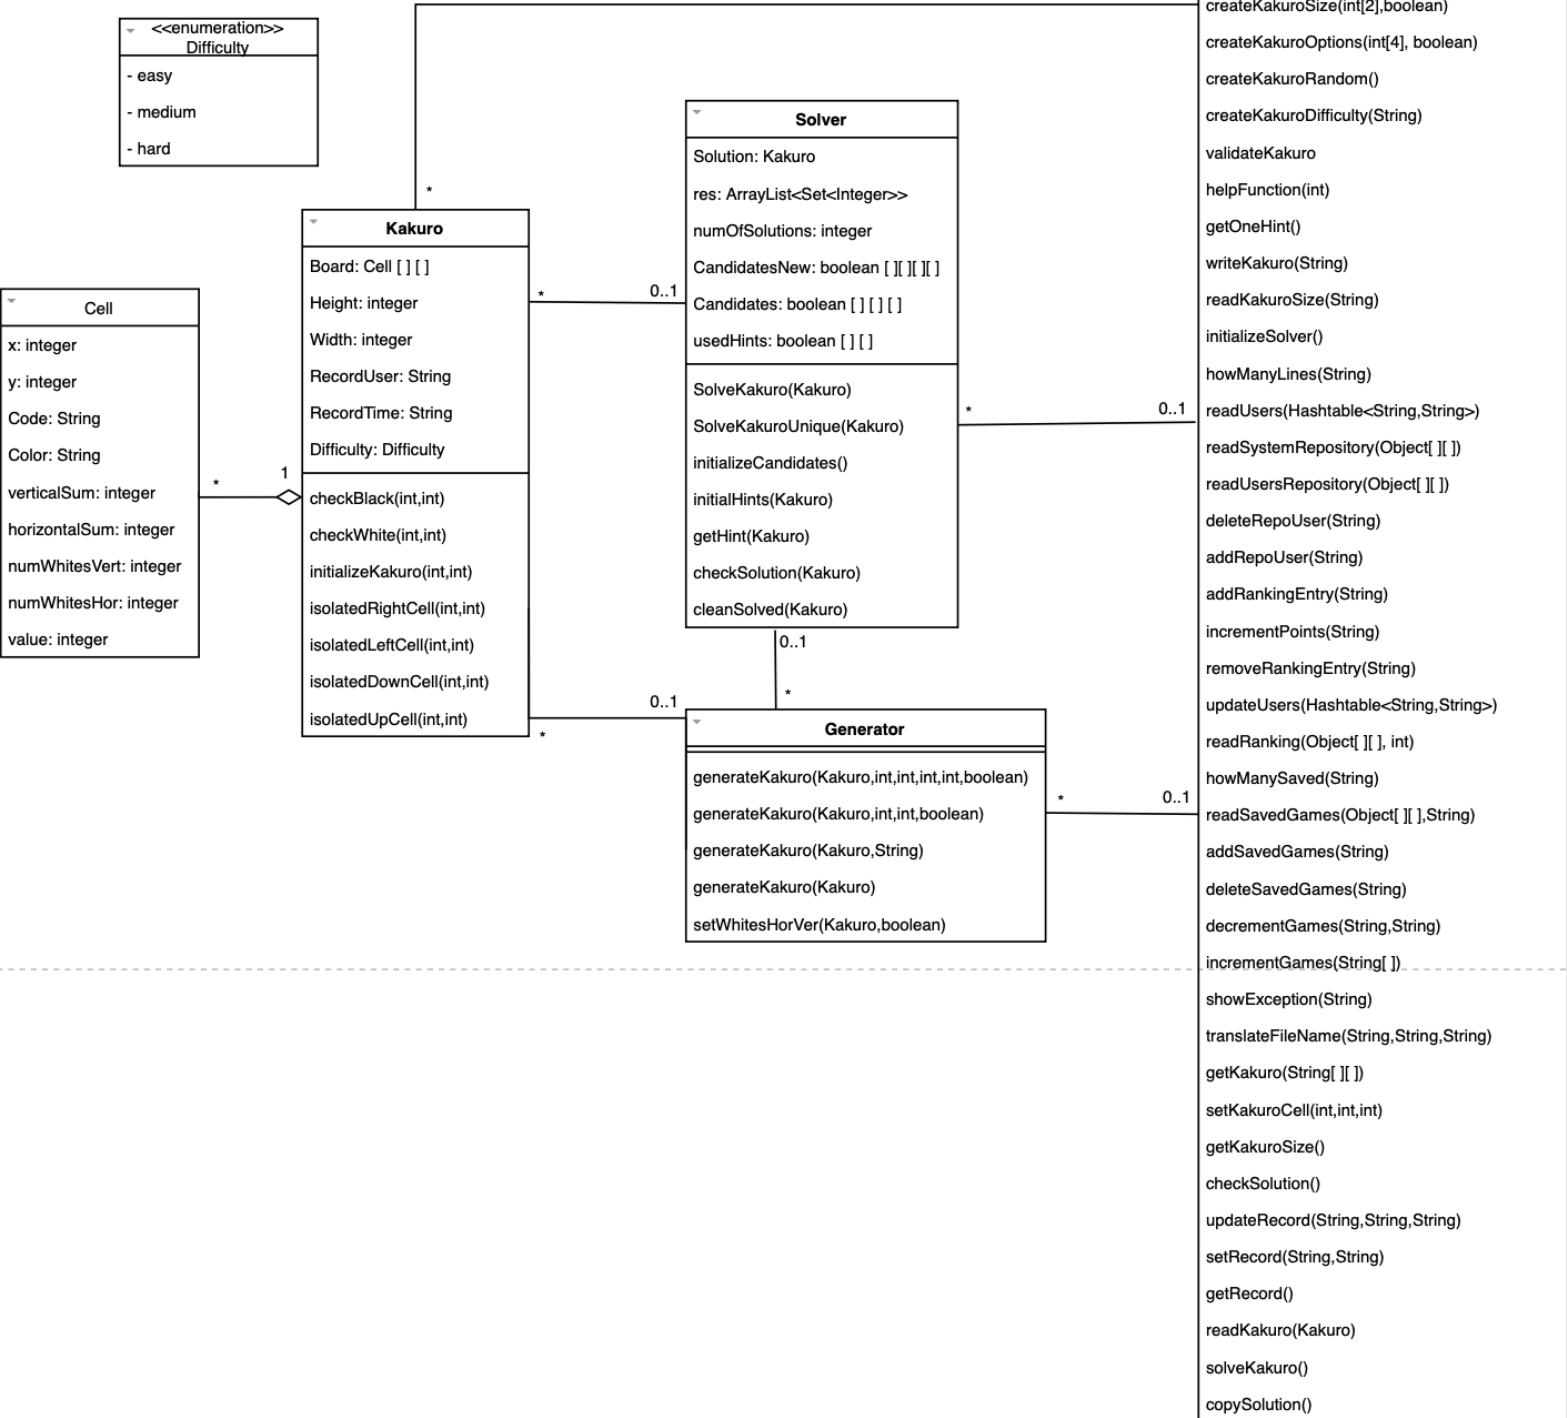 <<enumeration>>
Difficulty
- easy
- medium
- hard
Cell
x: integer
y: integer
Code: String
Color: String
verticalSum: integer
horizontalSum: integer
numWhitesVert: integer
numWhitesHor: integer
value: integer
*
1
*
Kakuro
Board: Cell [ ] [ ]
Height: integer
Width: integer
RecordUser: String
RecordTime: String
Difficulty: Difficulty
checkBlack(int,int)
checkWhite(int,int)
initializeKakuro(int,int)
isolatedRightCell(int,int)
isolatedLeftCell(int,int)
isolatedDownCell(int,int)
isolatedUpCell(int,int)
*
0..1
*
0..1
Solver
Solution: Kakuro
res: ArrayList<Set<Integer>>
numOfSolutions: integer
CandidatesNew: boolean [ ][ ][ ][ ]
Candidates: boolean [ ] [ ] [ ]
usedHints: boolean [ ] [ ]
SolveKakuro(Kakuro)
SolveKakuroUnique(Kakuro)
initializeCandidates()
initialHints(Kakuro)
getHint(Kakuro)
checkSolution(Kakuro)
cleanSolved(Kakuro)
0..1
*
*
0..1
Generator
generateKakuro(Kakuro,int,int,int,int,boolean)
generateKakuro(Kakuro,int,int,boolean)
generateKakuro(Kakuro,String)
generateKakuro(Kakuro)
setWhitesHorVer(Kakuro,boolean)
*
0..1
createKakuroSize(int[2],boolean)
createKakuroOptions(int[4], boolean)
createKakuroRandom()
createKakuroDifficulty(String)
validateKakuro
helpFunction(int)
getOneHint()
writeKakuro(String)
readKakuroSize(String)
initializeSolver()
howManyLines(String)
readUsers(Hashtable<String,String>)
readSystemRepository(Object[ ][ ])
readUsersRepository(Object[ ][ ])
deleteRepoUser(String)
addRepoUser(String)
addRankingEntry(String)
incrementPoints(String)
removeRankingEntry(String)
updateUsers(Hashtable<String,String>)
readRanking(Object[ ][ ], int)
howManySaved(String)
readSavedGames(Object[ ][ ],String)
addSavedGames(String)
deleteSavedGames(String)
decrementGames(String,String)
incrementGames(String[ ])
showException(String)
translateFileName(String,String,String)
getKakuro(String[ ][ ])
setKakuroCell(int,int,int)
getKakuroSize()
checkSolution()
updateRecord(String,String,String)
setRecord(String,String)
getRecord()
readKakuro(Kakuro)
solveKakuro()
copySolution()